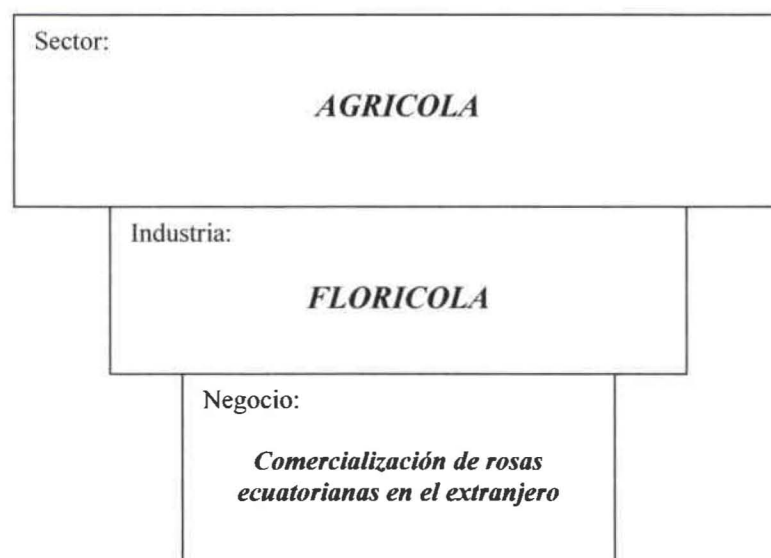 Sector:
AGRICOLA
Industria:
FLORICOLA
Negocio:
Comercialización de rosas
ecuatorianas en el extranjero